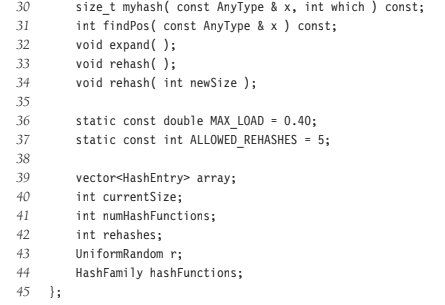 30 size_t myhash( const AnyType & x, int which ) const;
31 int findPos( const AnyType & x ) const;
32 void expand( );
33 void rehash( );
34 void rehash( int newSize );
35
36 static const double MAX_LOAD = 0.40;
37 static const int ALLOWED_REHASHES = 5;
38
39 vector<HashEntry> array;
40 int currentSize;
41 int numHashFunctions;
42 int rehashes;
43 UniformRandom r;
44 HashFamily hashFunctions;
45 };